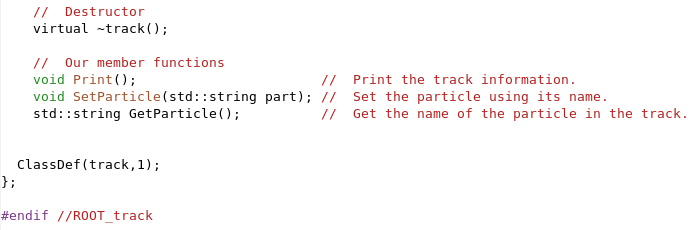 //  Destructor
    virtual ~track();

    //  Our member functions
    void Print();                       //  Print the track information.
    void SetParticle(std::string part); //  Set the particle using its name.
    std::string GetParticle();          //  Get the name of the particle in the track.


  ClassDef(track,1);
};

#endif //ROOT_track